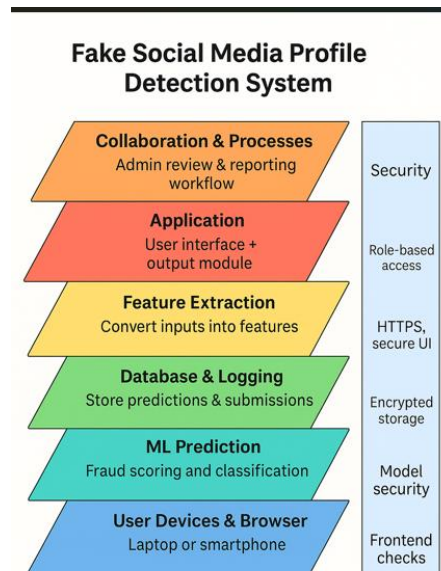 Fake Social Media Profile
Detection System
Collaboration & Processes
Admin review & reporting
workflow
Security
Application
User interface +
output module
Role-based
access
Feature Extraction
Convert inputs into features
HTTPS,
secure UI
Database & Logging
Store predictions & submissions
Encrypted
storage
ML Prediction
Fraud scoring and classification
Model
security
User Devices & Browser
Laptop or smartphone
Frontend
checks